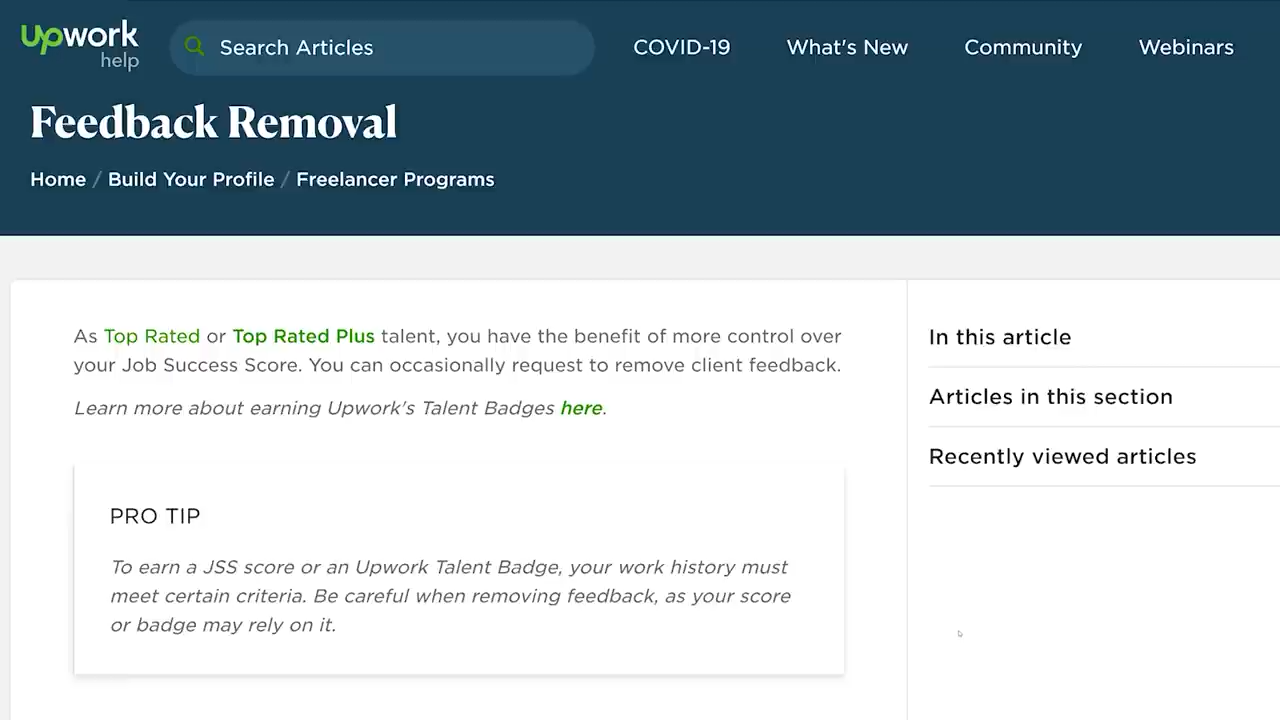 upwork
help
Search Articles
COVID-19
What's New
Community
Webinars
Feedback Removal
Home / Build Your Profile / Freelancer Programs
As Top Rated or Top Rated Plus talent, you have the benefit of more control over
your Job Success Score. You can occasionally request to remove client feedback.
Learn more about earning Upwork's Talent Badges here.
PRO TIP
To earn a JSS score or an Upwork Talent Badge, your work history must
meet certain criteria. Be careful when removing feedback, as your score
or badge may rely on it.
In this article
Articles in this section
Recently viewed articles